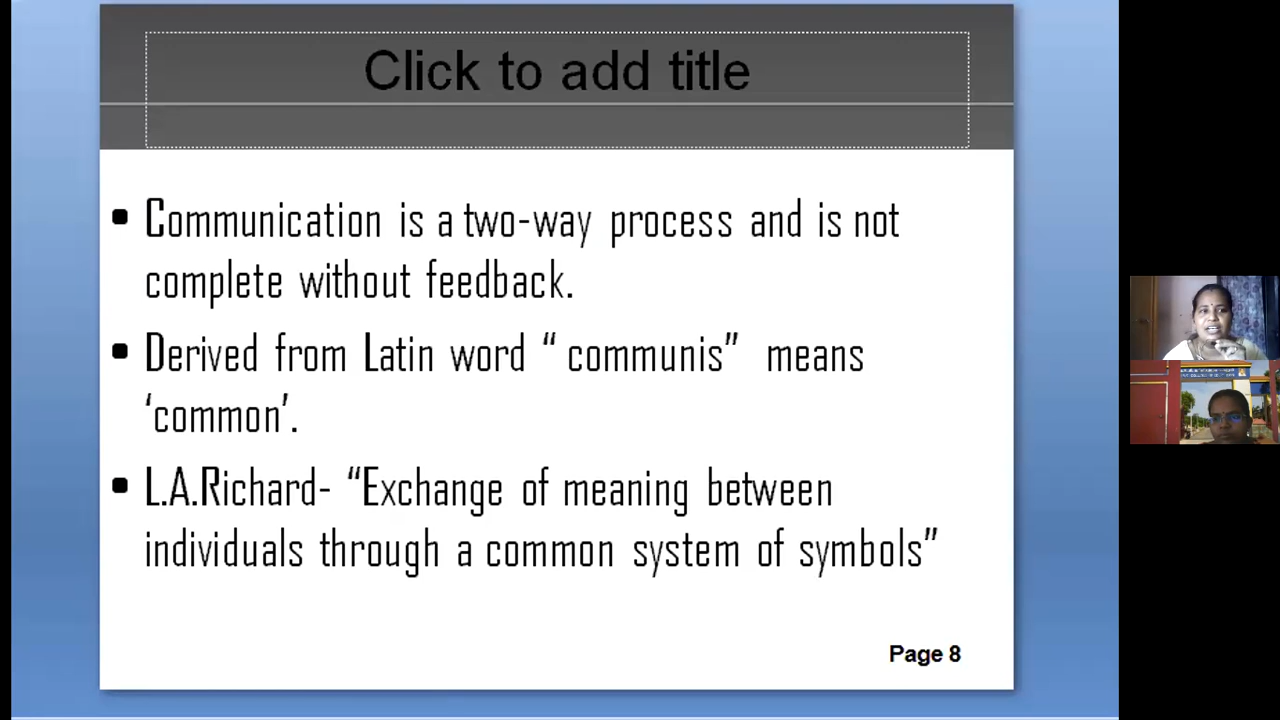 Click to add title
• Communication is a two-way process and is not
complete without feedback.
• Derived from Latin word “ communis” means
‘common’.
• L.A.Richard- “Exchange of meaning between
individuals through a common system of symbols”
Page 8